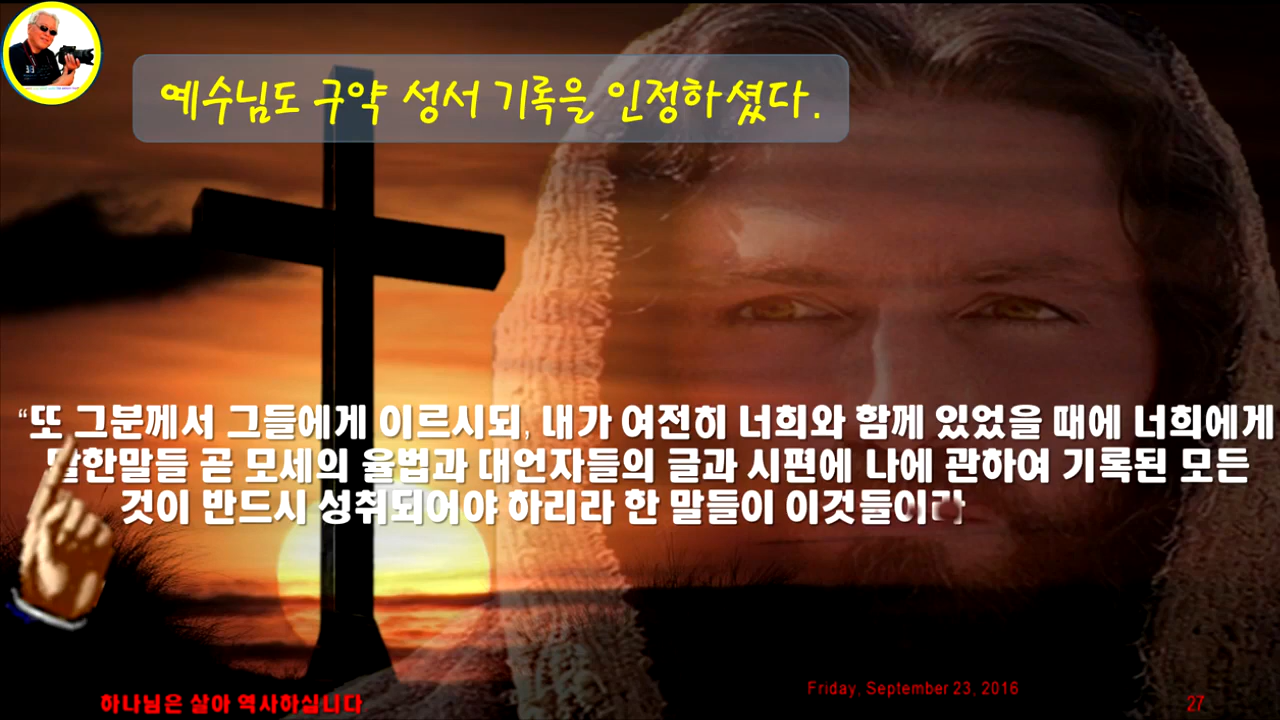 예수님도 구약 성서 기록을 인정하셨다.
“또 그분께서 그들에게 이르시되, 내가 여전히 너희와 함께 있었을 때에 너희에게
말한말들 곧 모세의 율법과 대언자들의 글과 시편에 나에 관하여 기록된 모든
것이 반드시 성취되어야 하리라 한 말들이 이것들이라
Friday, September 23, 2016
하나님은 살아 역사하십니다
27